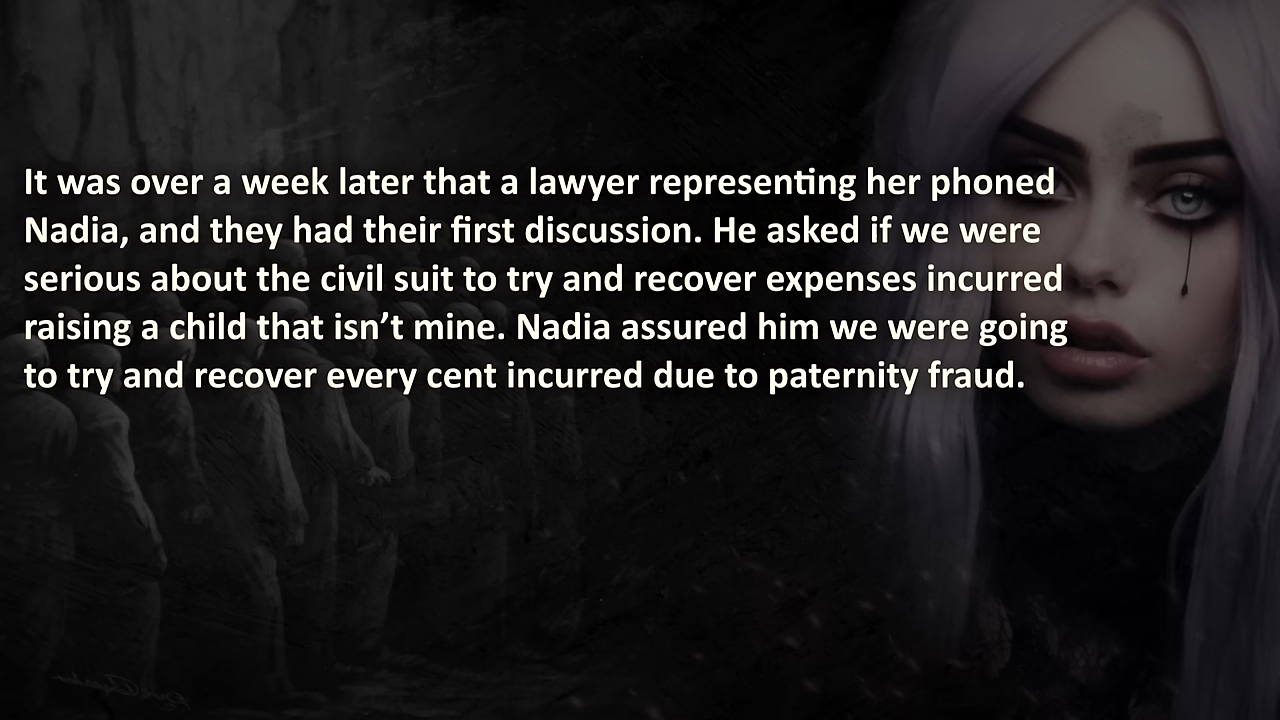 It was over a week later that a lawyer representing her phoned
Nadia, and they had their first discussion. He asked if we were
serious about the civil suit to try and recover expenses incurred
raising a child that isn’t mine. Nadia assured him we were going
to try and recover every cent incurred due to paternity fraud.